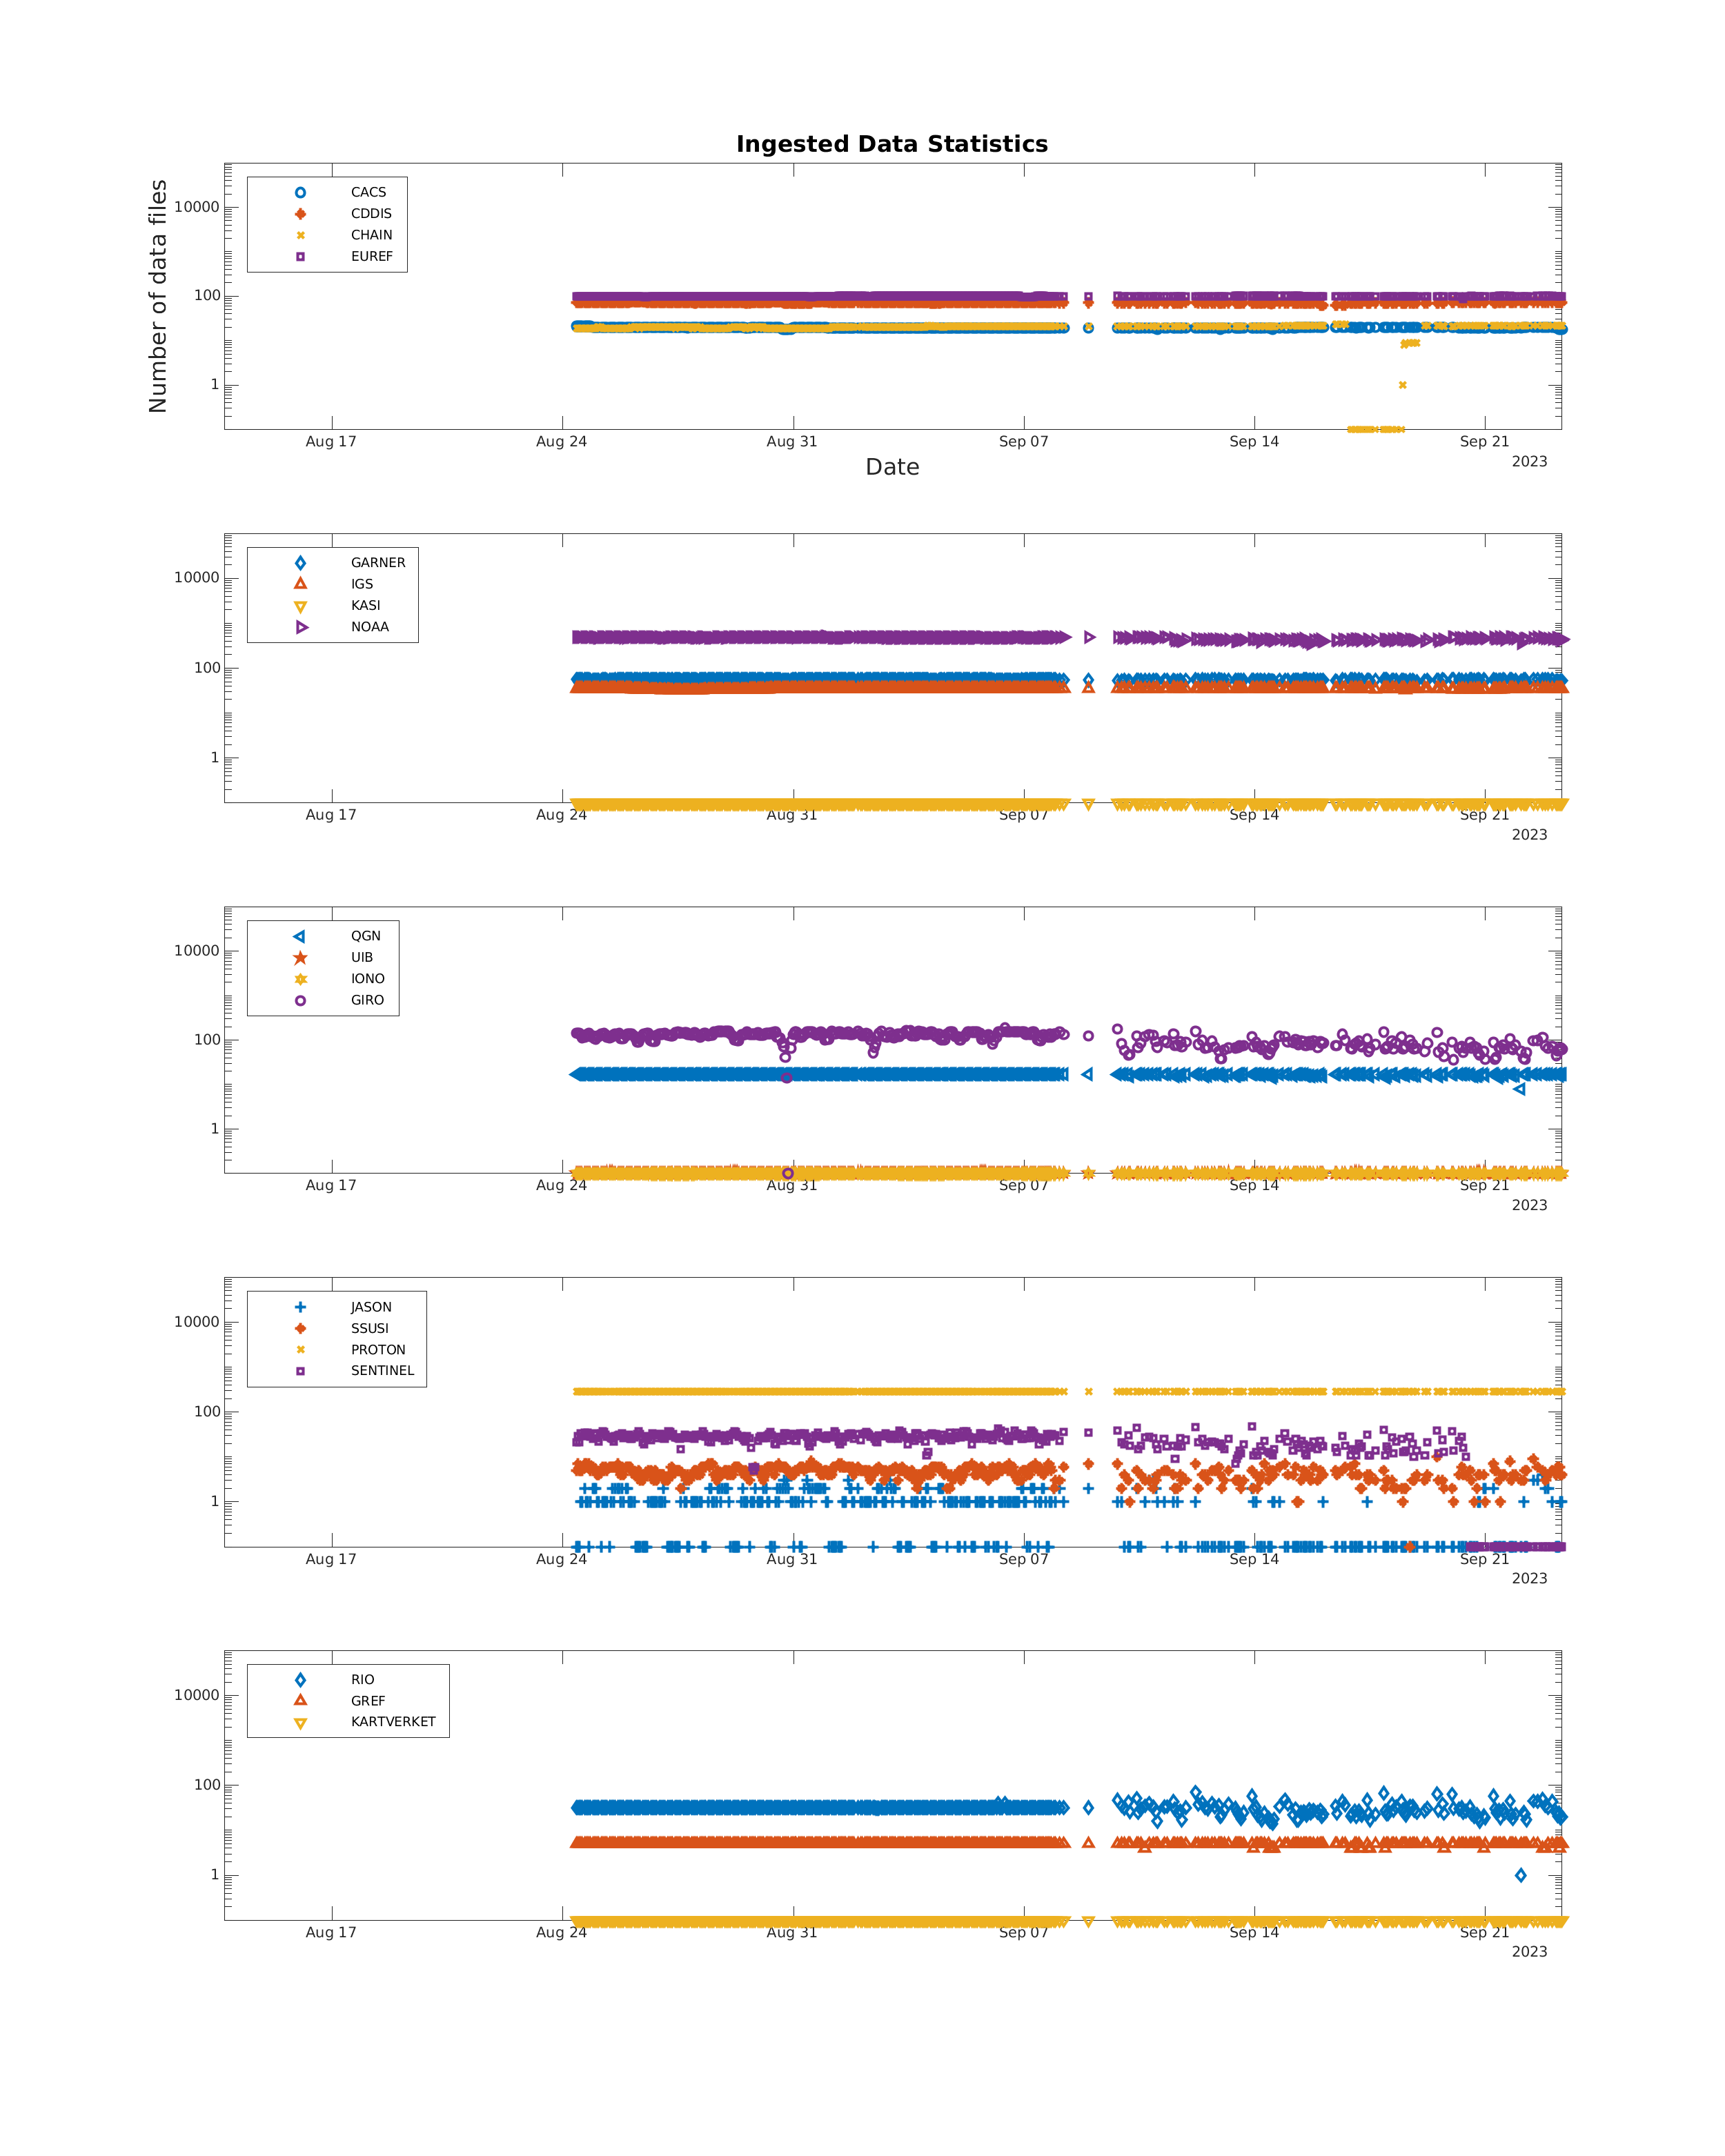 Ingested Data Statistics
Number of data files
CACS
CDDIS
CHAIN
EUREF
10000
100
1
Aug 17 Aug 24 Aug 31 Sep 07 Sep 14 Sep 21
2023
Date
GARNER
IGS
KASI
NOAA
10000
100
1
Aug 17 Aug 24 Aug 31 Sep 07 Sep 14 Sep 21
2023
QGN
UIB
IONO
GIRO
10000
100
1
Aug 17 Aug 24 Aug 31 Sep 07 Sep 14 Sep 21
2023
JASON
SSUSI
PROTON
SENTINEL
10000
100
1
Aug 17 Aug 24 Aug 31 Sep 07 Sep 14 Sep 21
2023
RIO
GREF
KARTVERKET
10000
100
1
Aug 17 Aug 24 Aug 31 Sep 07 Sep 14 Sep 21
2023